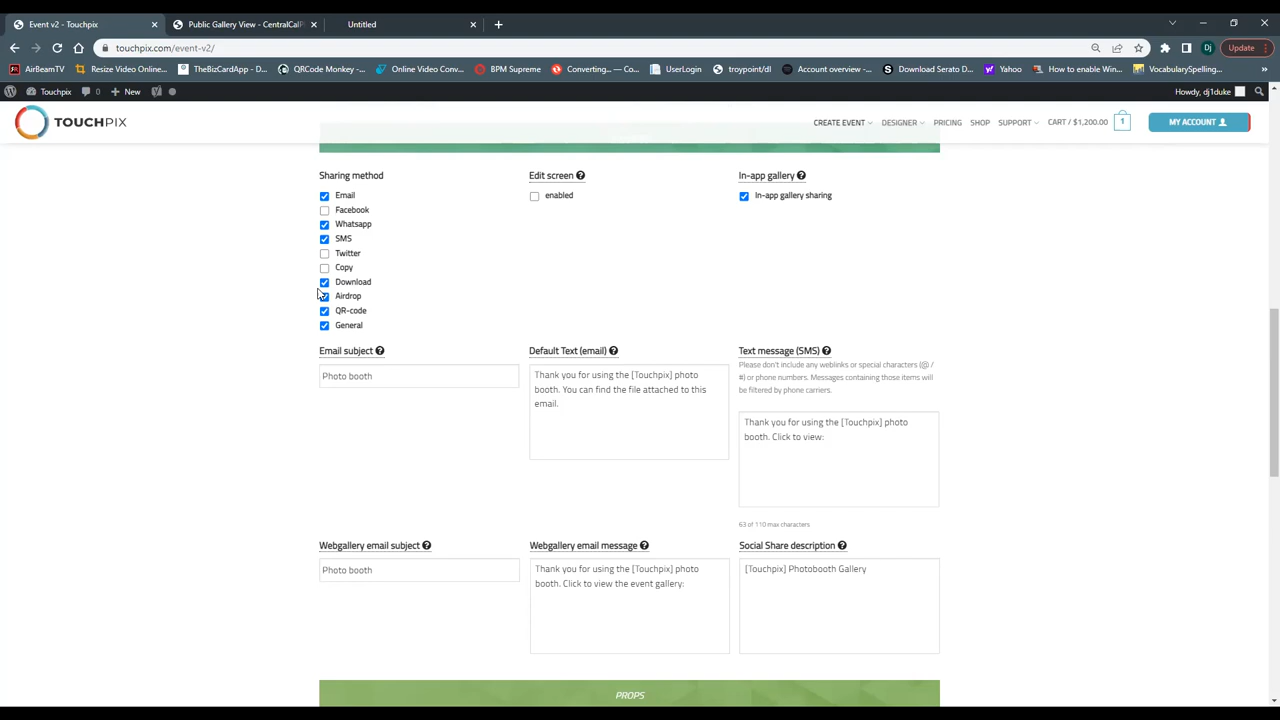 Event v2 - Touchpix
Public Gallery View - CentralCalP
Untitled
touchpix.com/event-v2/
Dj
Update
AirBeamTV
Resize Video Online...
TheBizCardApp - D...
QRCode Monkey -...
Online Video Conv...
BPM Supreme
Converting... — Co...
UserLogin
troypoint/dl
Account overview -...
Download Serato D...
Yahoo
How to enable Win...
VocabularySpelling...
Touchpix
0
New
Howdy, dj1duke
TOUCHPIX
CREATE EVENT
DESIGNER
PRICING
SHOP
SUPPORT
CART / $1,200.00
1
MY ACCOUNT
Sharing method
Email
Facebook
Whatsapp
SMS
Twitter
Copy
Download
Airdrop
QR-code
General
Edit screen
enabled
In-app gallery
In-app gallery sharing
Email subject
Photo booth
Default Text (email)
Thank you for using the [Touchpix] photo
booth. You can find the file attached to this
email.
Text message (SMS)
Please don't include any weblinks or special characters (@ /
#) or phone numbers. Messages containing those items will
be filtered by phone carriers.
Thank you for using the [Touchpix] photo
booth. Click to view:
63 of 110 max characters
Webgallery email subject
Photo booth
Webgallery email message
Thank you for using the [Touchpix] photo
booth. Click to view the event gallery:
Social Share description
[Touchpix] Photobooth Gallery
PROPS